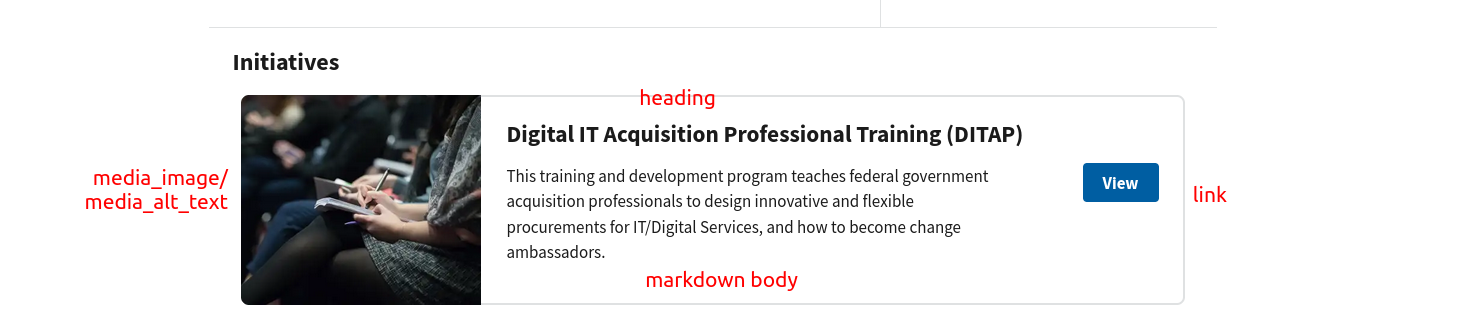 Initiatives
heading
Digital IT Acquisition Professional Training (DITAP)
media_image/
media_alt_text
This training and development program teaches federal government
acquisition professionals to design innovative and flexible
procurements for IT/Digital Services, and how to become change
ambassadors.
View
link
markdown body